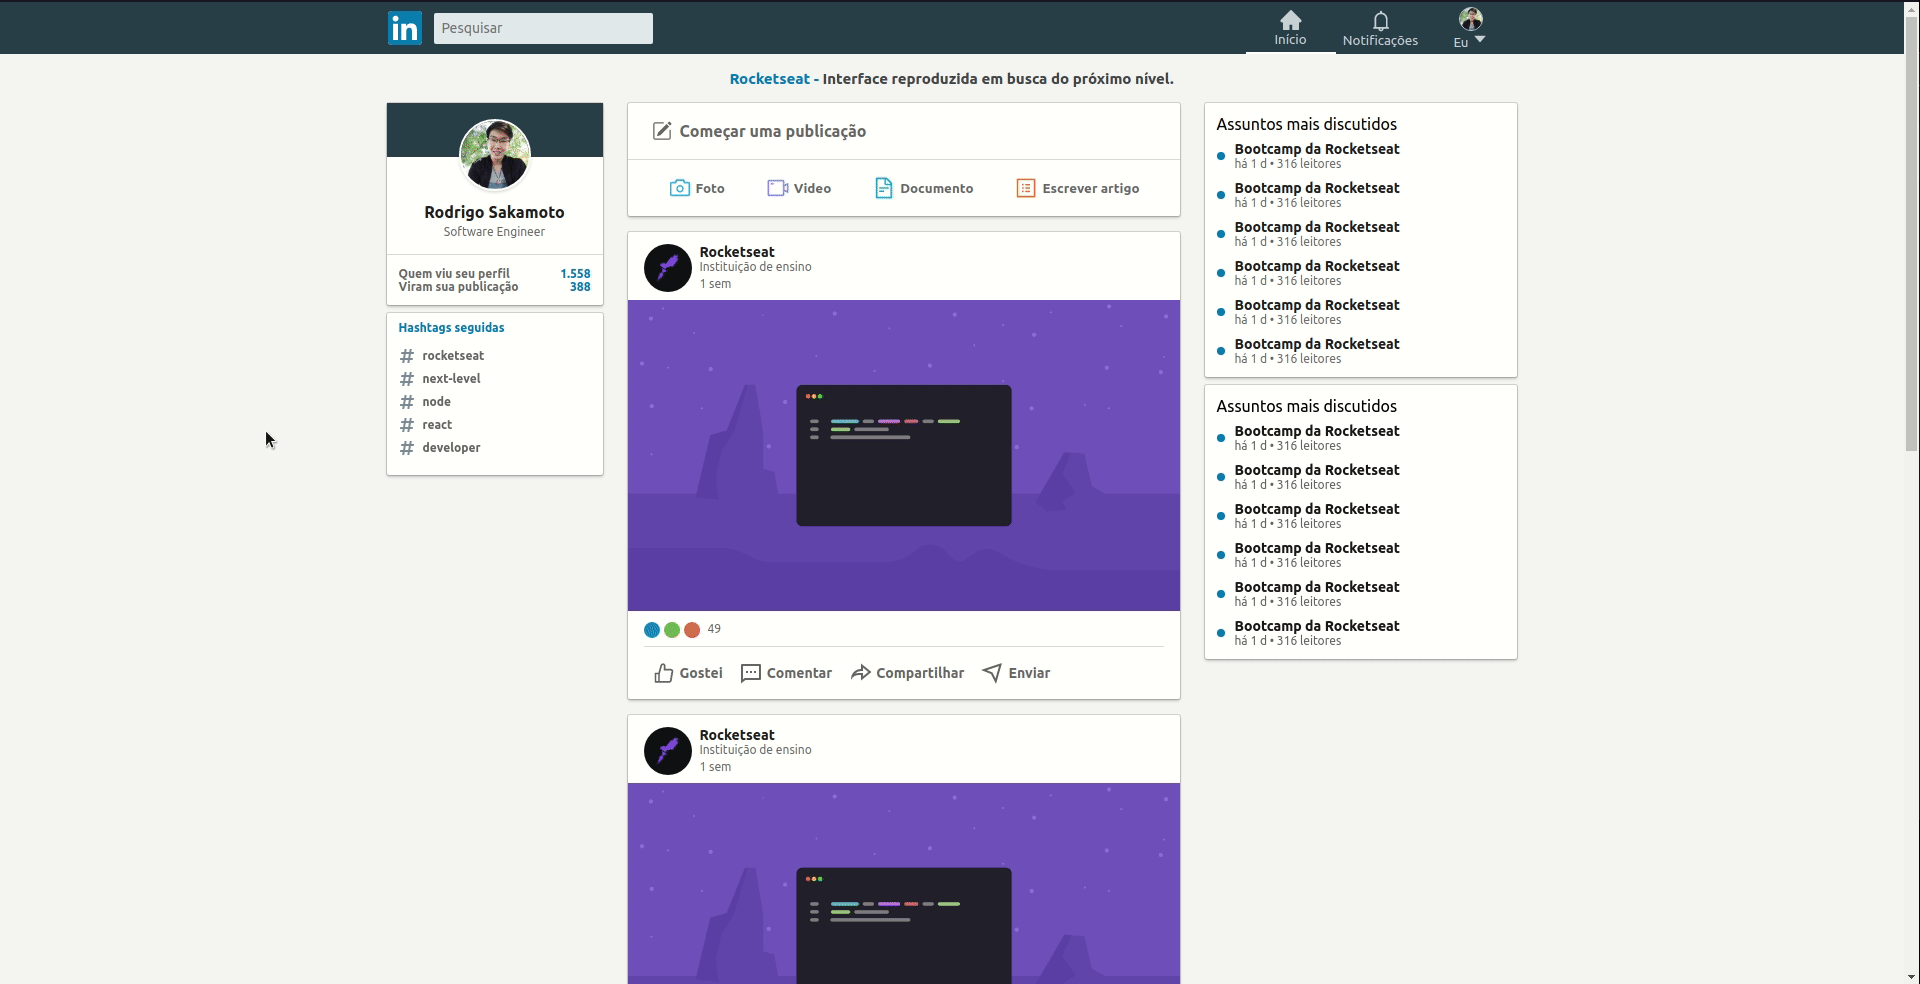 in
Pesquisar
Início
Notificações
Eu
Rocketseat - Interface reproduzida em busca do próximo nível.
Rodrigo Sakamoto
Software Engineer
Quem viu seu perfil 1.558
Viram sua publicação 388
Hashtags seguidas
# rocketseat
# next-level
# node
# react
# developer
Começar uma publicação
Foto
Video
Documento
Escrever artigo
Rocketseat
Instituição de ensino
1 sem
49
Gostei
Comentar
Compartilhar
Enviar
Rocketseat
Instituição de ensino
1 sem
Assuntos mais discutidos
Bootcamp da Rocketseat
há 1 d • 316 leitores
Bootcamp da Rocketseat
há 1 d • 316 leitores
Bootcamp da Rocketseat
há 1 d • 316 leitores
Bootcamp da Rocketseat
há 1 d • 316 leitores
Bootcamp da Rocketseat
há 1 d • 316 leitores
Bootcamp da Rocketseat
há 1 d • 316 leitores
Assuntos mais discutidos
Bootcamp da Rocketseat
há 1 d • 316 leitores
Bootcamp da Rocketseat
há 1 d • 316 leitores
Bootcamp da Rocketseat
há 1 d • 316 leitores
Bootcamp da Rocketseat
há 1 d • 316 leitores
Bootcamp da Rocketseat
há 1 d • 316 leitores
Bootcamp da Rocketseat
há 1 d • 316 leitores